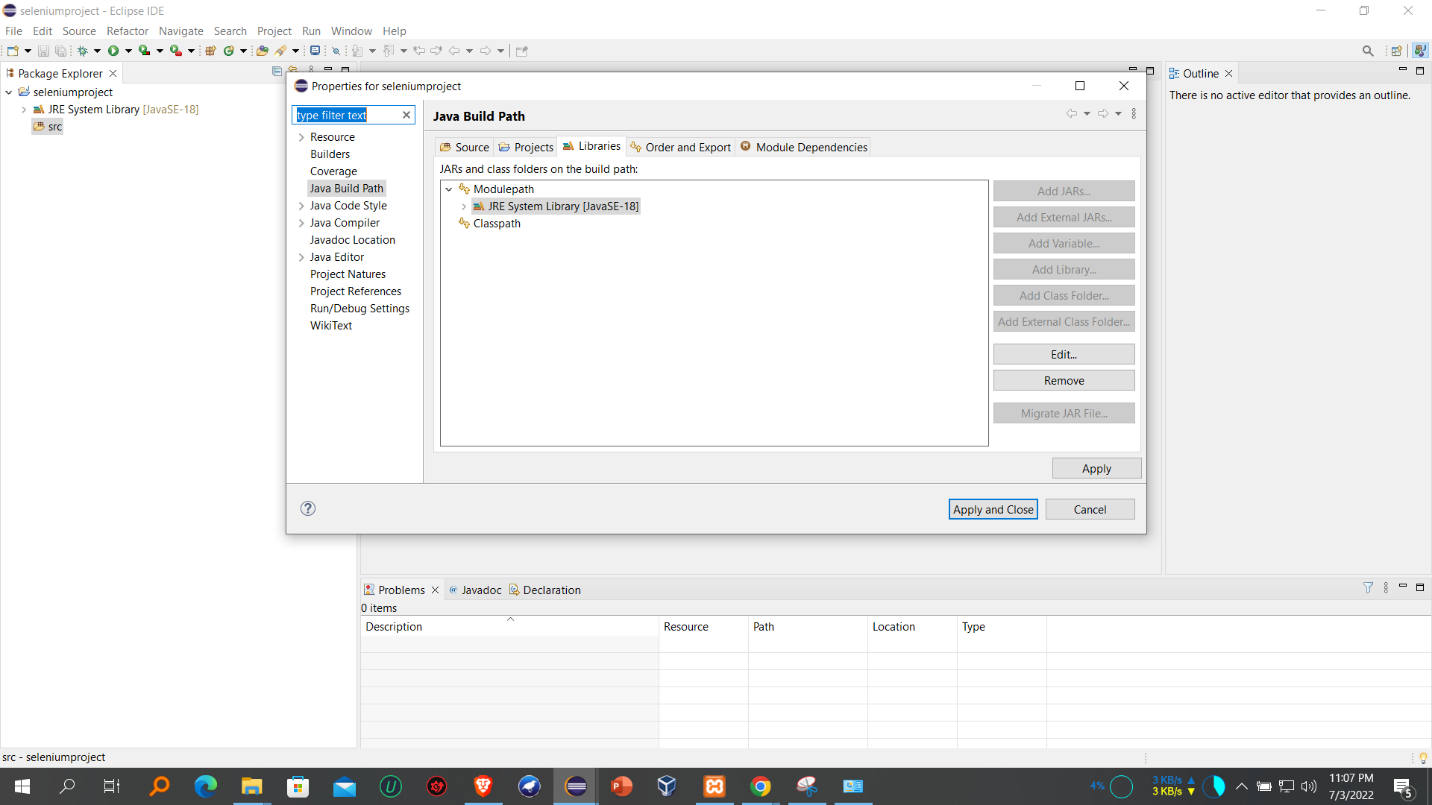 seleniumproject - Eclipse IDE
File Edit Source Refactor Navigate Search Project Run Window Help
Package Explorer
seleniumproject
JRE System Library [JavaSE-18]
src
Properties for seleniumproject
type filter text
Resource
Builders
Coverage
Java Build Path
Java Code Style
Java Compiler
Javadoc Location
Java Editor
Project Natures
Project References
Run/Debug Settings
WikiText
Java Build Path
Source Projects Libraries Order and Export Module Dependencies
JARs and class folders on the build path:
Modulepath
JRE System Library [JavaSE-18]
Classpath
Add JARs...
Add External JARs...
Add Variable...
Add Library...
Add Class Folder...
Add External Class Folder...
Edit...
Remove
Migrate JAR File...
Apply
Apply and Close Cancel
Outline
There is no active editor that provides an outline.
Problems Javadoc Declaration
0 items
Description Resource Path Location Type
src - seleniumproject
4%
3 KB/s
3 KB/s
11:07 PM
7/3/2022
5